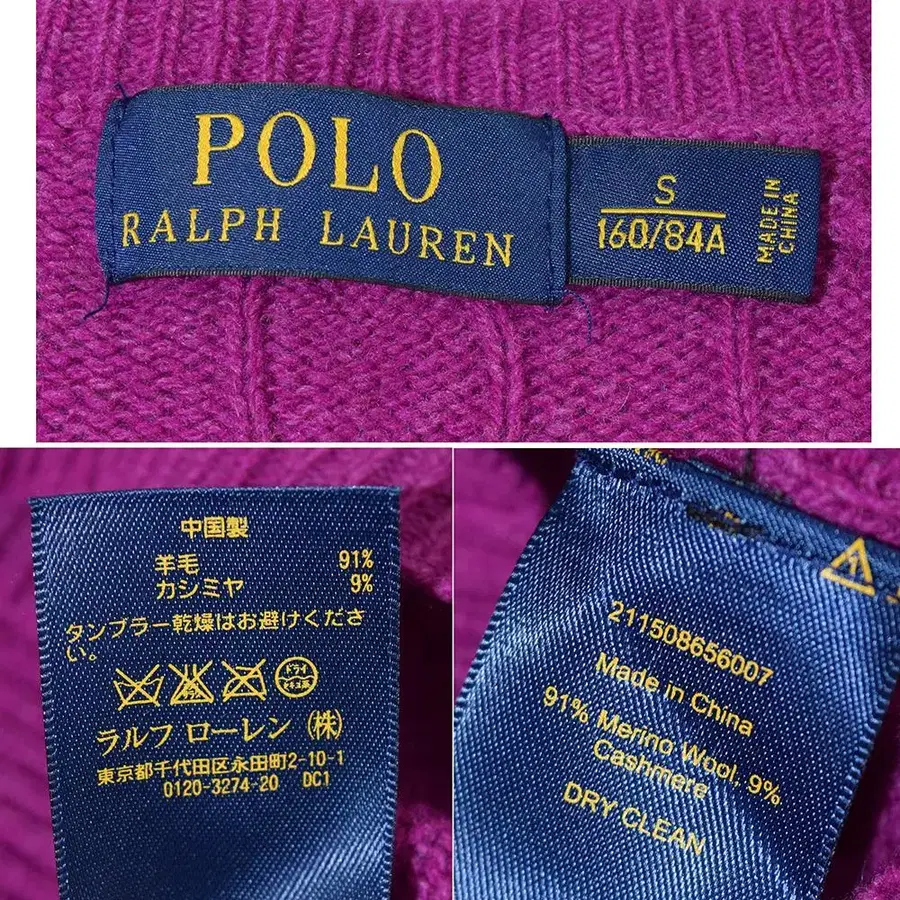 POLO
RALPH LAUREN
S
160/84A
MADE IN
CHINA
中国製
羊毛 91%
カシミヤ 9%
タンブラー乾燥はお避けくださ
い。
ドライ
ラルフ ローレン (株)
東京都千代田区永田町2-10-1
0120-3274-20 DC1
211508656007
Made in China
91% Merino Wool, 9%
Cashmere
DRY CLEAN